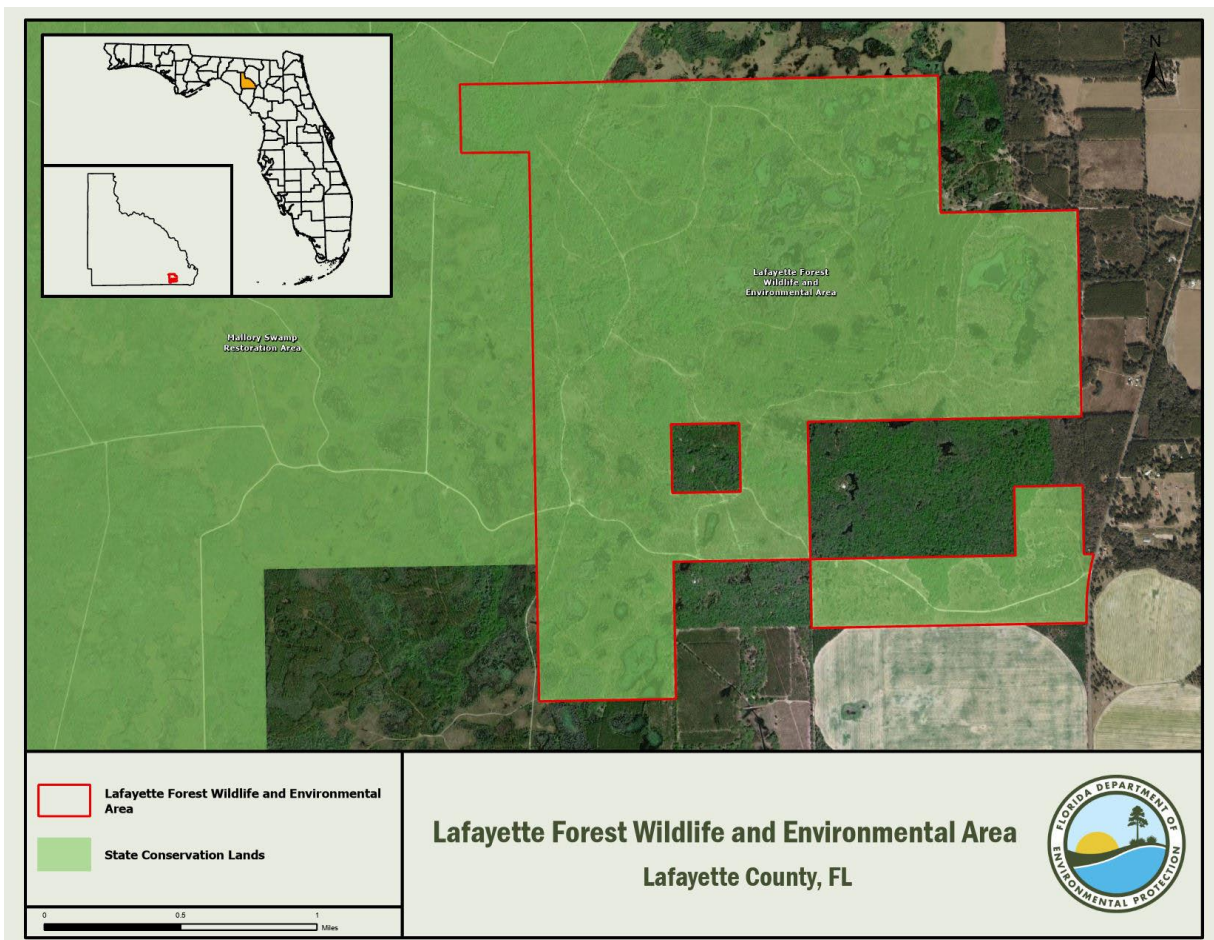 N
Lafayette Forest
Wildlife and
Environmental Area
Mallory Swamp
Restoration Area
Lafayette Forest Wildlife and Environmental
Area
State Conservation Lands
0
0.5
1
Miles
Lafayette Forest Wildlife and Environmental Area
Lafayette County, FL
FLORIDA DEPARTMENT OF
ENVIRONMENTAL PROTECTION